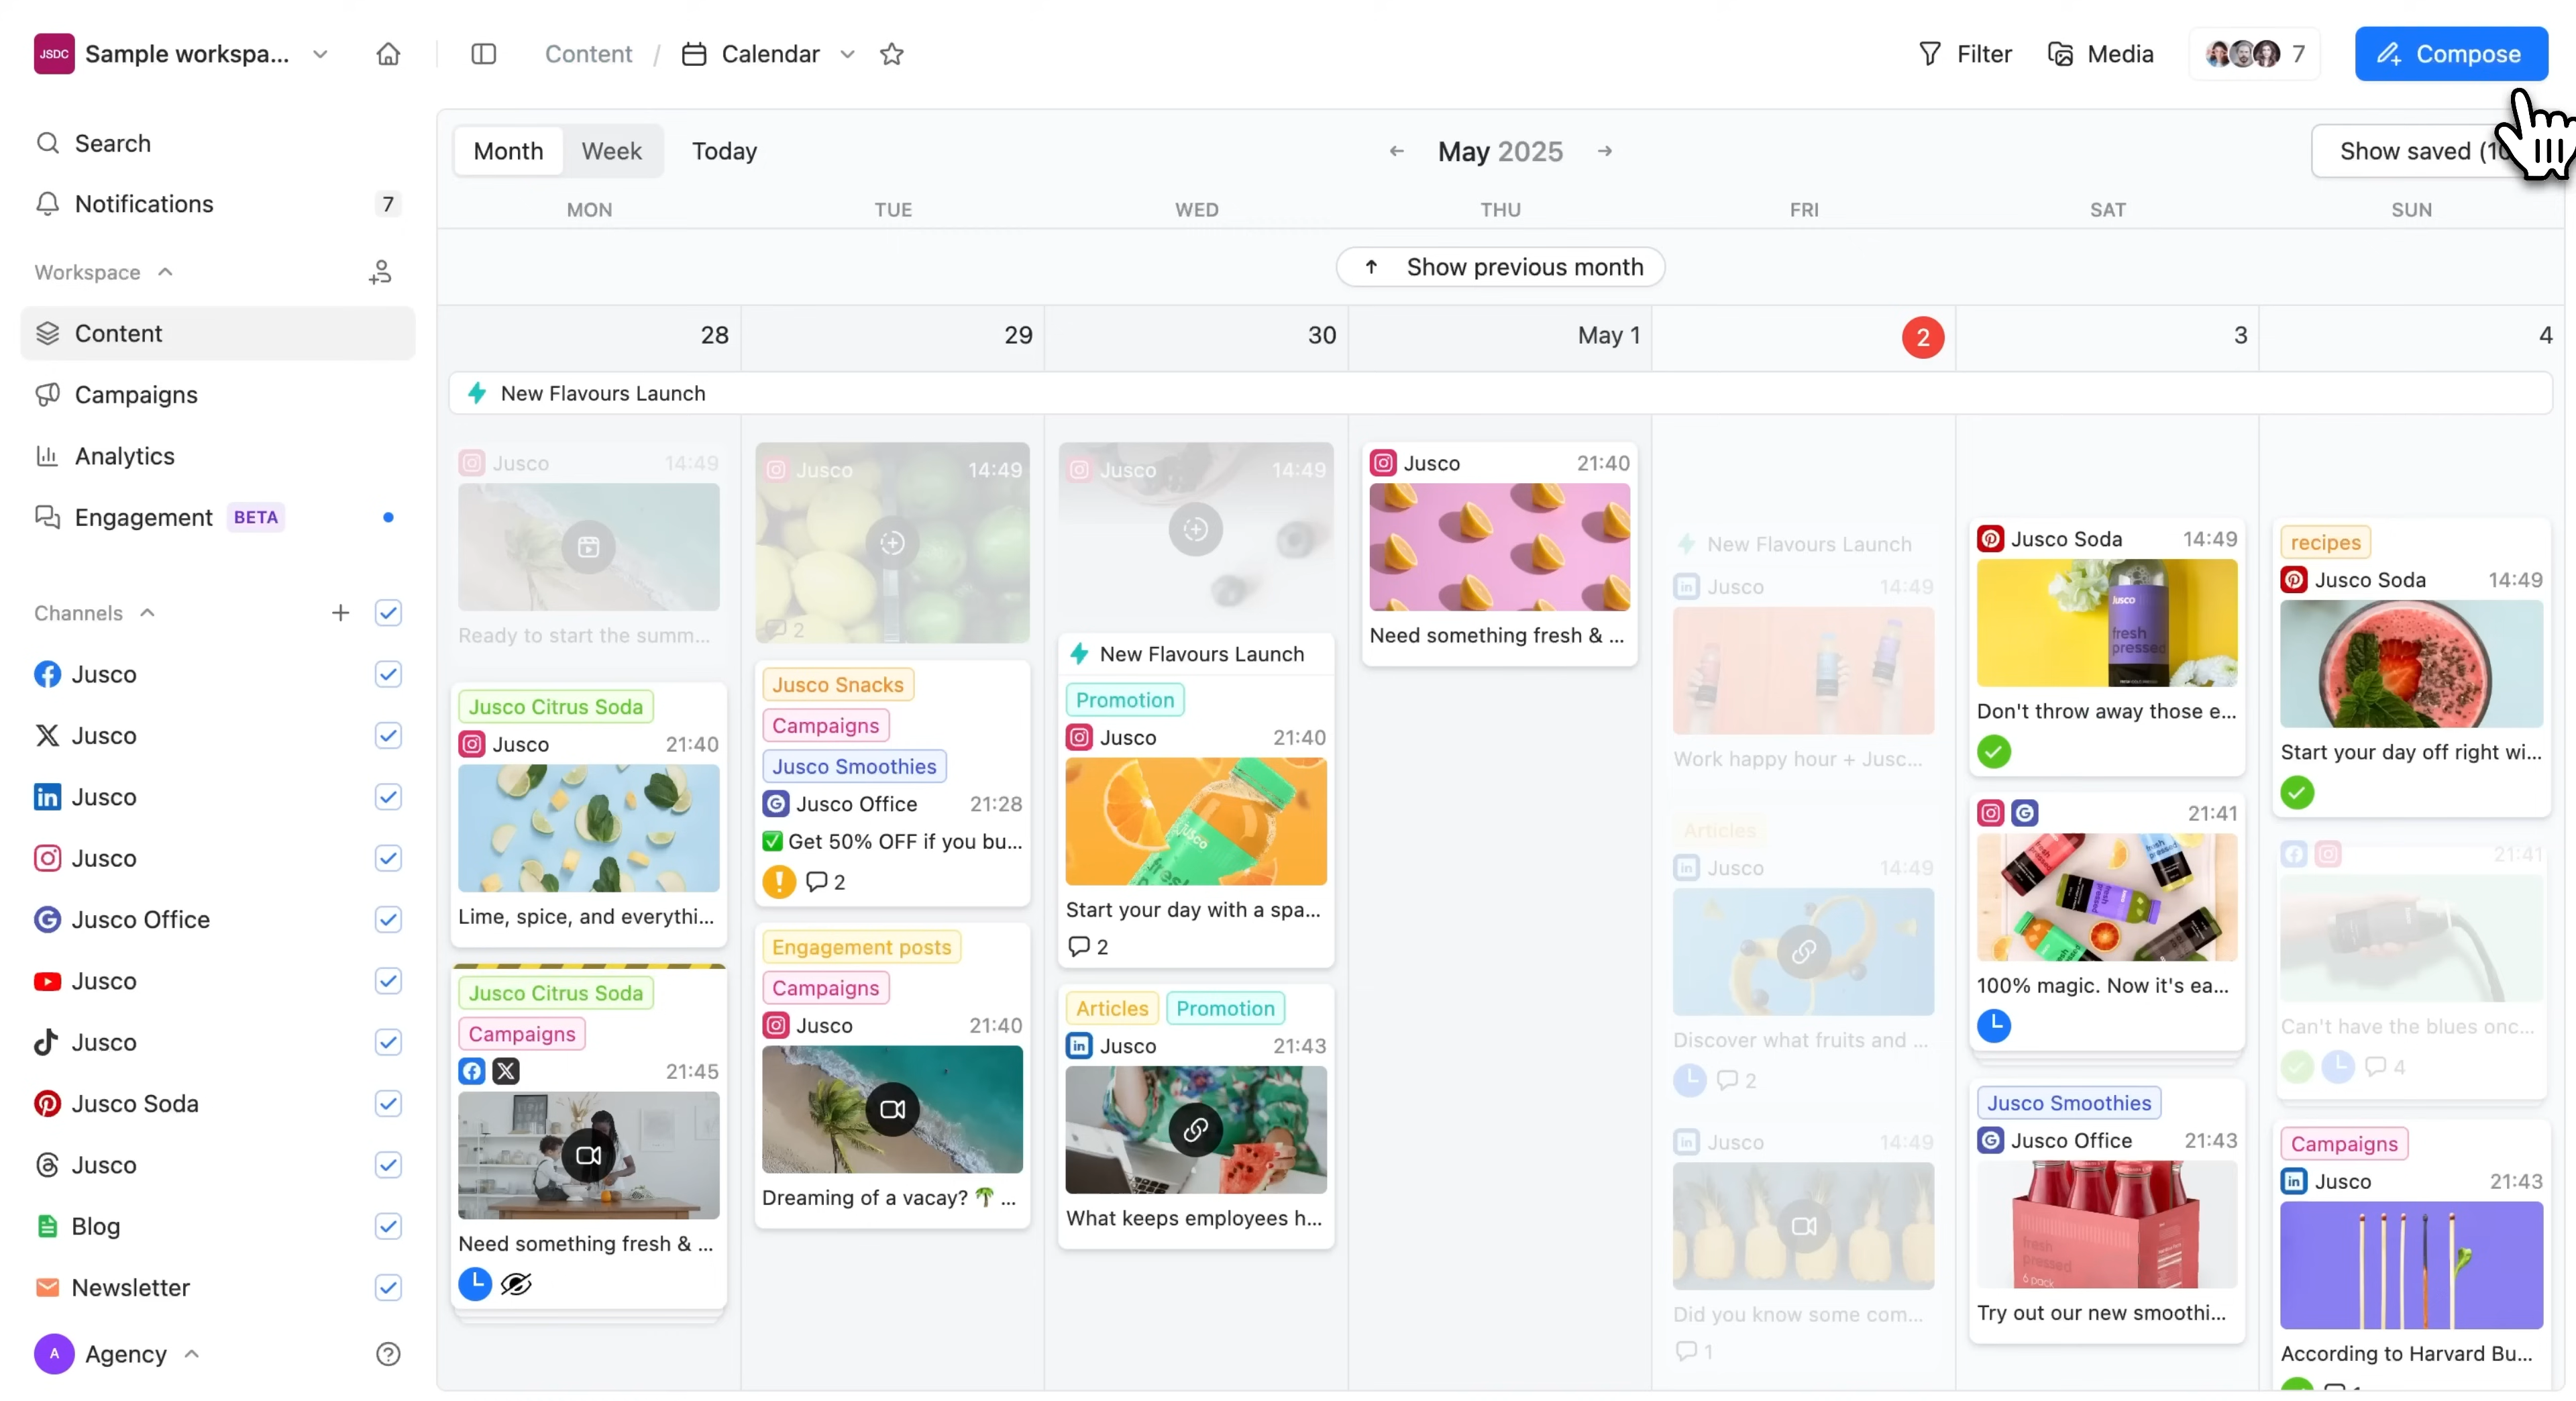 JSDC Sample workspa...
Content / Calendar
Filter
Media
7
Compose
Search
Notifications 7
Workspace
Content
Campaigns
Analytics
Engagement BETA
Channels
Jusco
Jusco
Jusco
Jusco
Jusco Office
Jusco
Jusco
Jusco Soda
Jusco
Blog
Newsletter
A Agency
Month Week Today
May 2025
Show saved
MON TUE WED THU FRI SAT SUN
Show previous month
28 29 30 May 1 2 3 4
New Flavours Launch
Jusco 14:49
Ready to start the summ...
Jusco Citrus Soda
Jusco 21:40
Lime, spice, and everythi...
Jusco Citrus Soda
Campaigns
21:45
Need something fresh & ...
Jusco 14:49
2
Jusco Snacks
Campaigns
Jusco Smoothies
Jusco Office 21:28
✅ Get 50% OFF if you bu...
2
Engagement posts
Campaigns
Jusco 21:40
Dreaming of a vacay? 🌴 ...
Jusco 14:49
New Flavours Launch
Promotion
Jusco 21:40
Jusco
Start your day with a spa...
2
Articles Promotion
Jusco 21:43
What keeps employees h...
Jusco 21:40
Need something fresh & ...
New Flavours Launch
Jusco 14:49
Work happy hour + Jusc...
Articles
Jusco 14:49
Discover what fruits and ...
2
Jusco 14:49
Did you know some com...
1
Jusco Soda 14:49
Jusco
fresh
pressed
Don't throw away those e...
21:41
100% magic. Now it's ea...
Jusco Smoothies
Jusco Office 21:43
fresh
pressed
6 pack
Try out our new smoothi...
recipes
Jusco Soda 14:49
Start your day off right wi...
21:41
Can't have the blues onc...
4
Campaigns
Jusco 21:43
According to Harvard Bu...